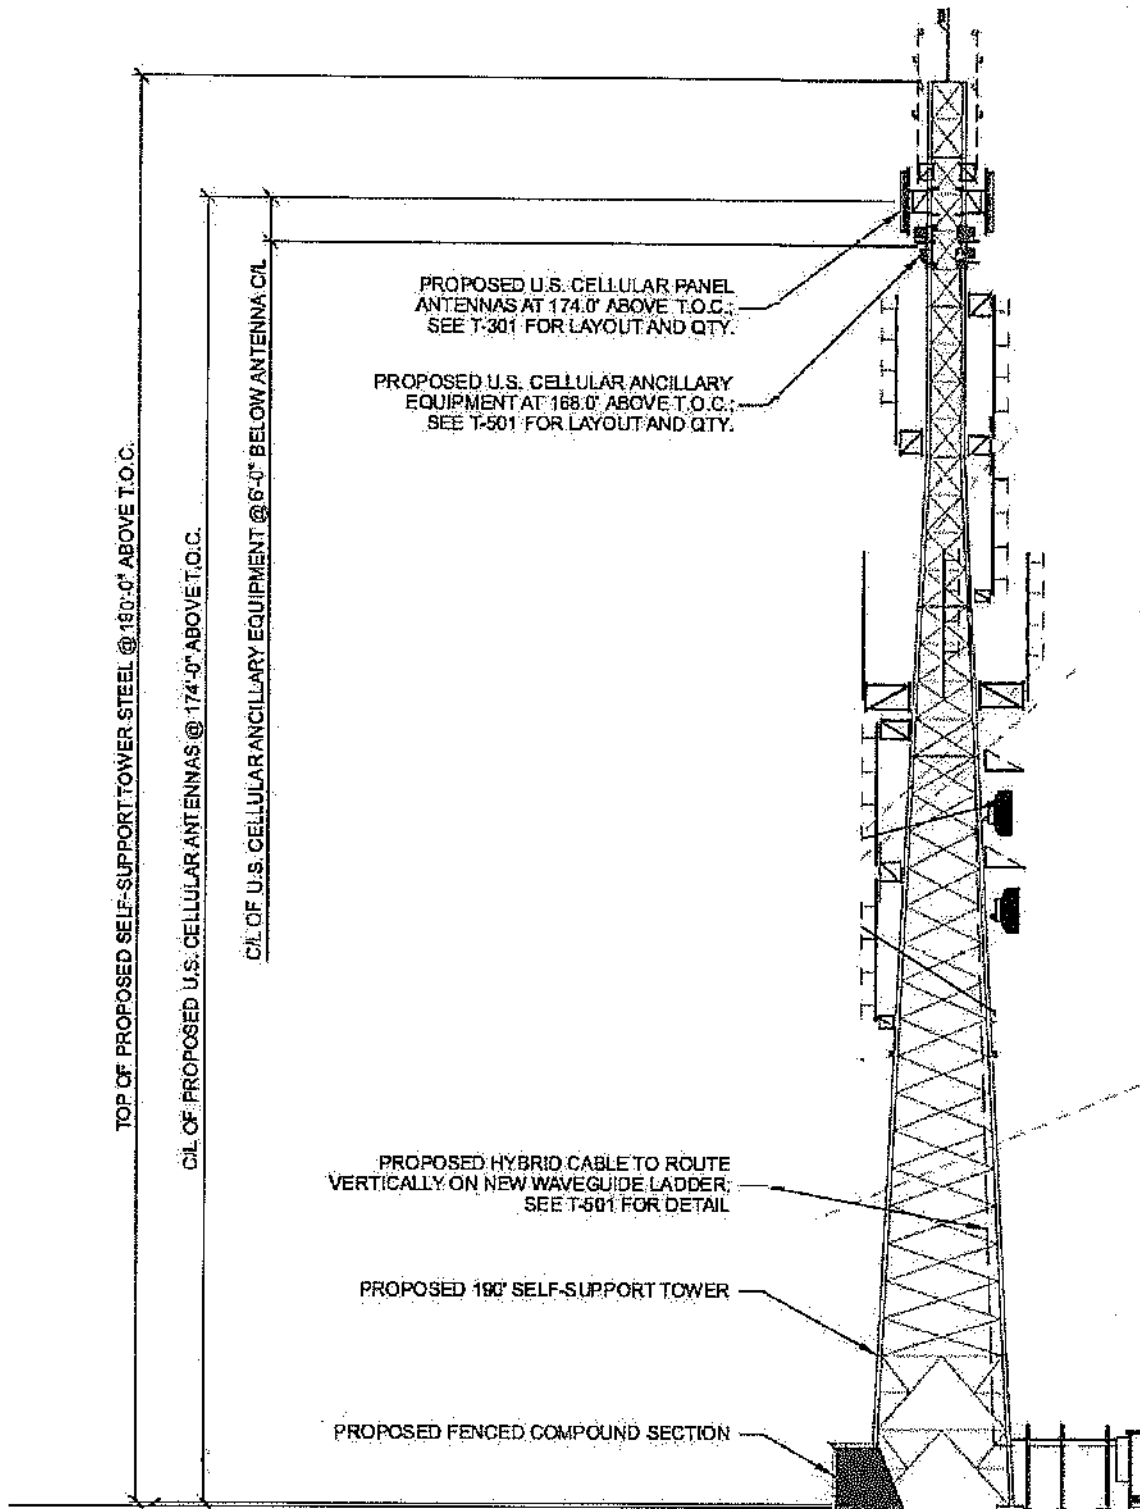 PROPOSED U.S. CELLULAR PANEL
ANTENNAS AT 174.0' ABOVE T.O.C.;
SEE T-301 FOR LAYOUT AND QTY.
PROPOSED U.S. CELLULAR ANCILLARY
EQUIPMENT AT 168.0' ABOVE T.O.C.;
SEE T-501 FOR LAYOUT AND QTY.
TOP OF PROPOSED SELF-SUPPORT TOWER STEEL @ 190'-0" ABOVE T.O.C.
C/L OF PROPOSED U.S. CELLULAR ANTENNAS @ 174'-0" ABOVE T.O.C.
C/L OF U.S. CELLULAR ANCILLARY EQUIPMENT @ 6'-0" BELOW ANTENNA C/L
PROPOSED HYBRID CABLE TO ROUTE
VERTICALLY ON NEW WAVEGUIDE LADDER;
SEE T-501 FOR DETAIL
PROPOSED 190' SELF-SUPPORT TOWER
PROPOSED FENCED COMPOUND SECTION